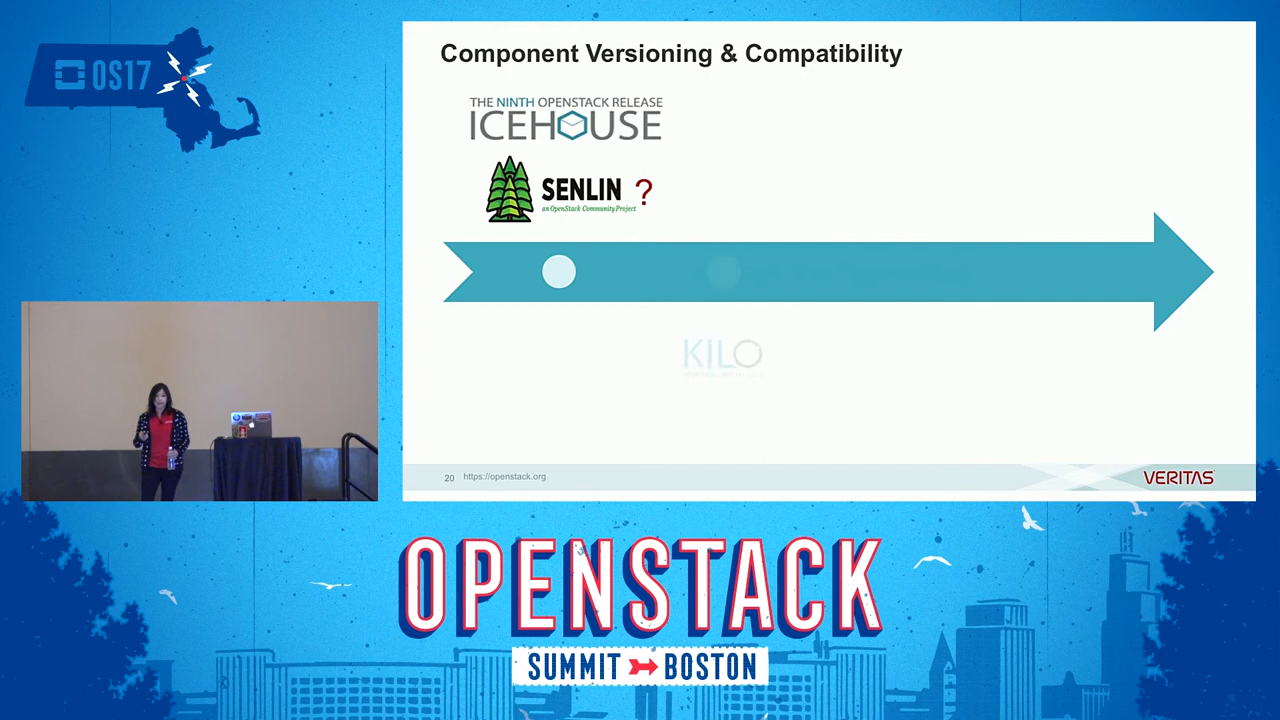 OS17
Component Versioning & Compatibility
THE NINTH OPENSTACK RELEASE
ICEHOUSE
SENLIN ?
an OpenStack Community Project
KILO
20 https://openstack.org
VERITAS
OPENSTACK
SUMMIT BOSTON